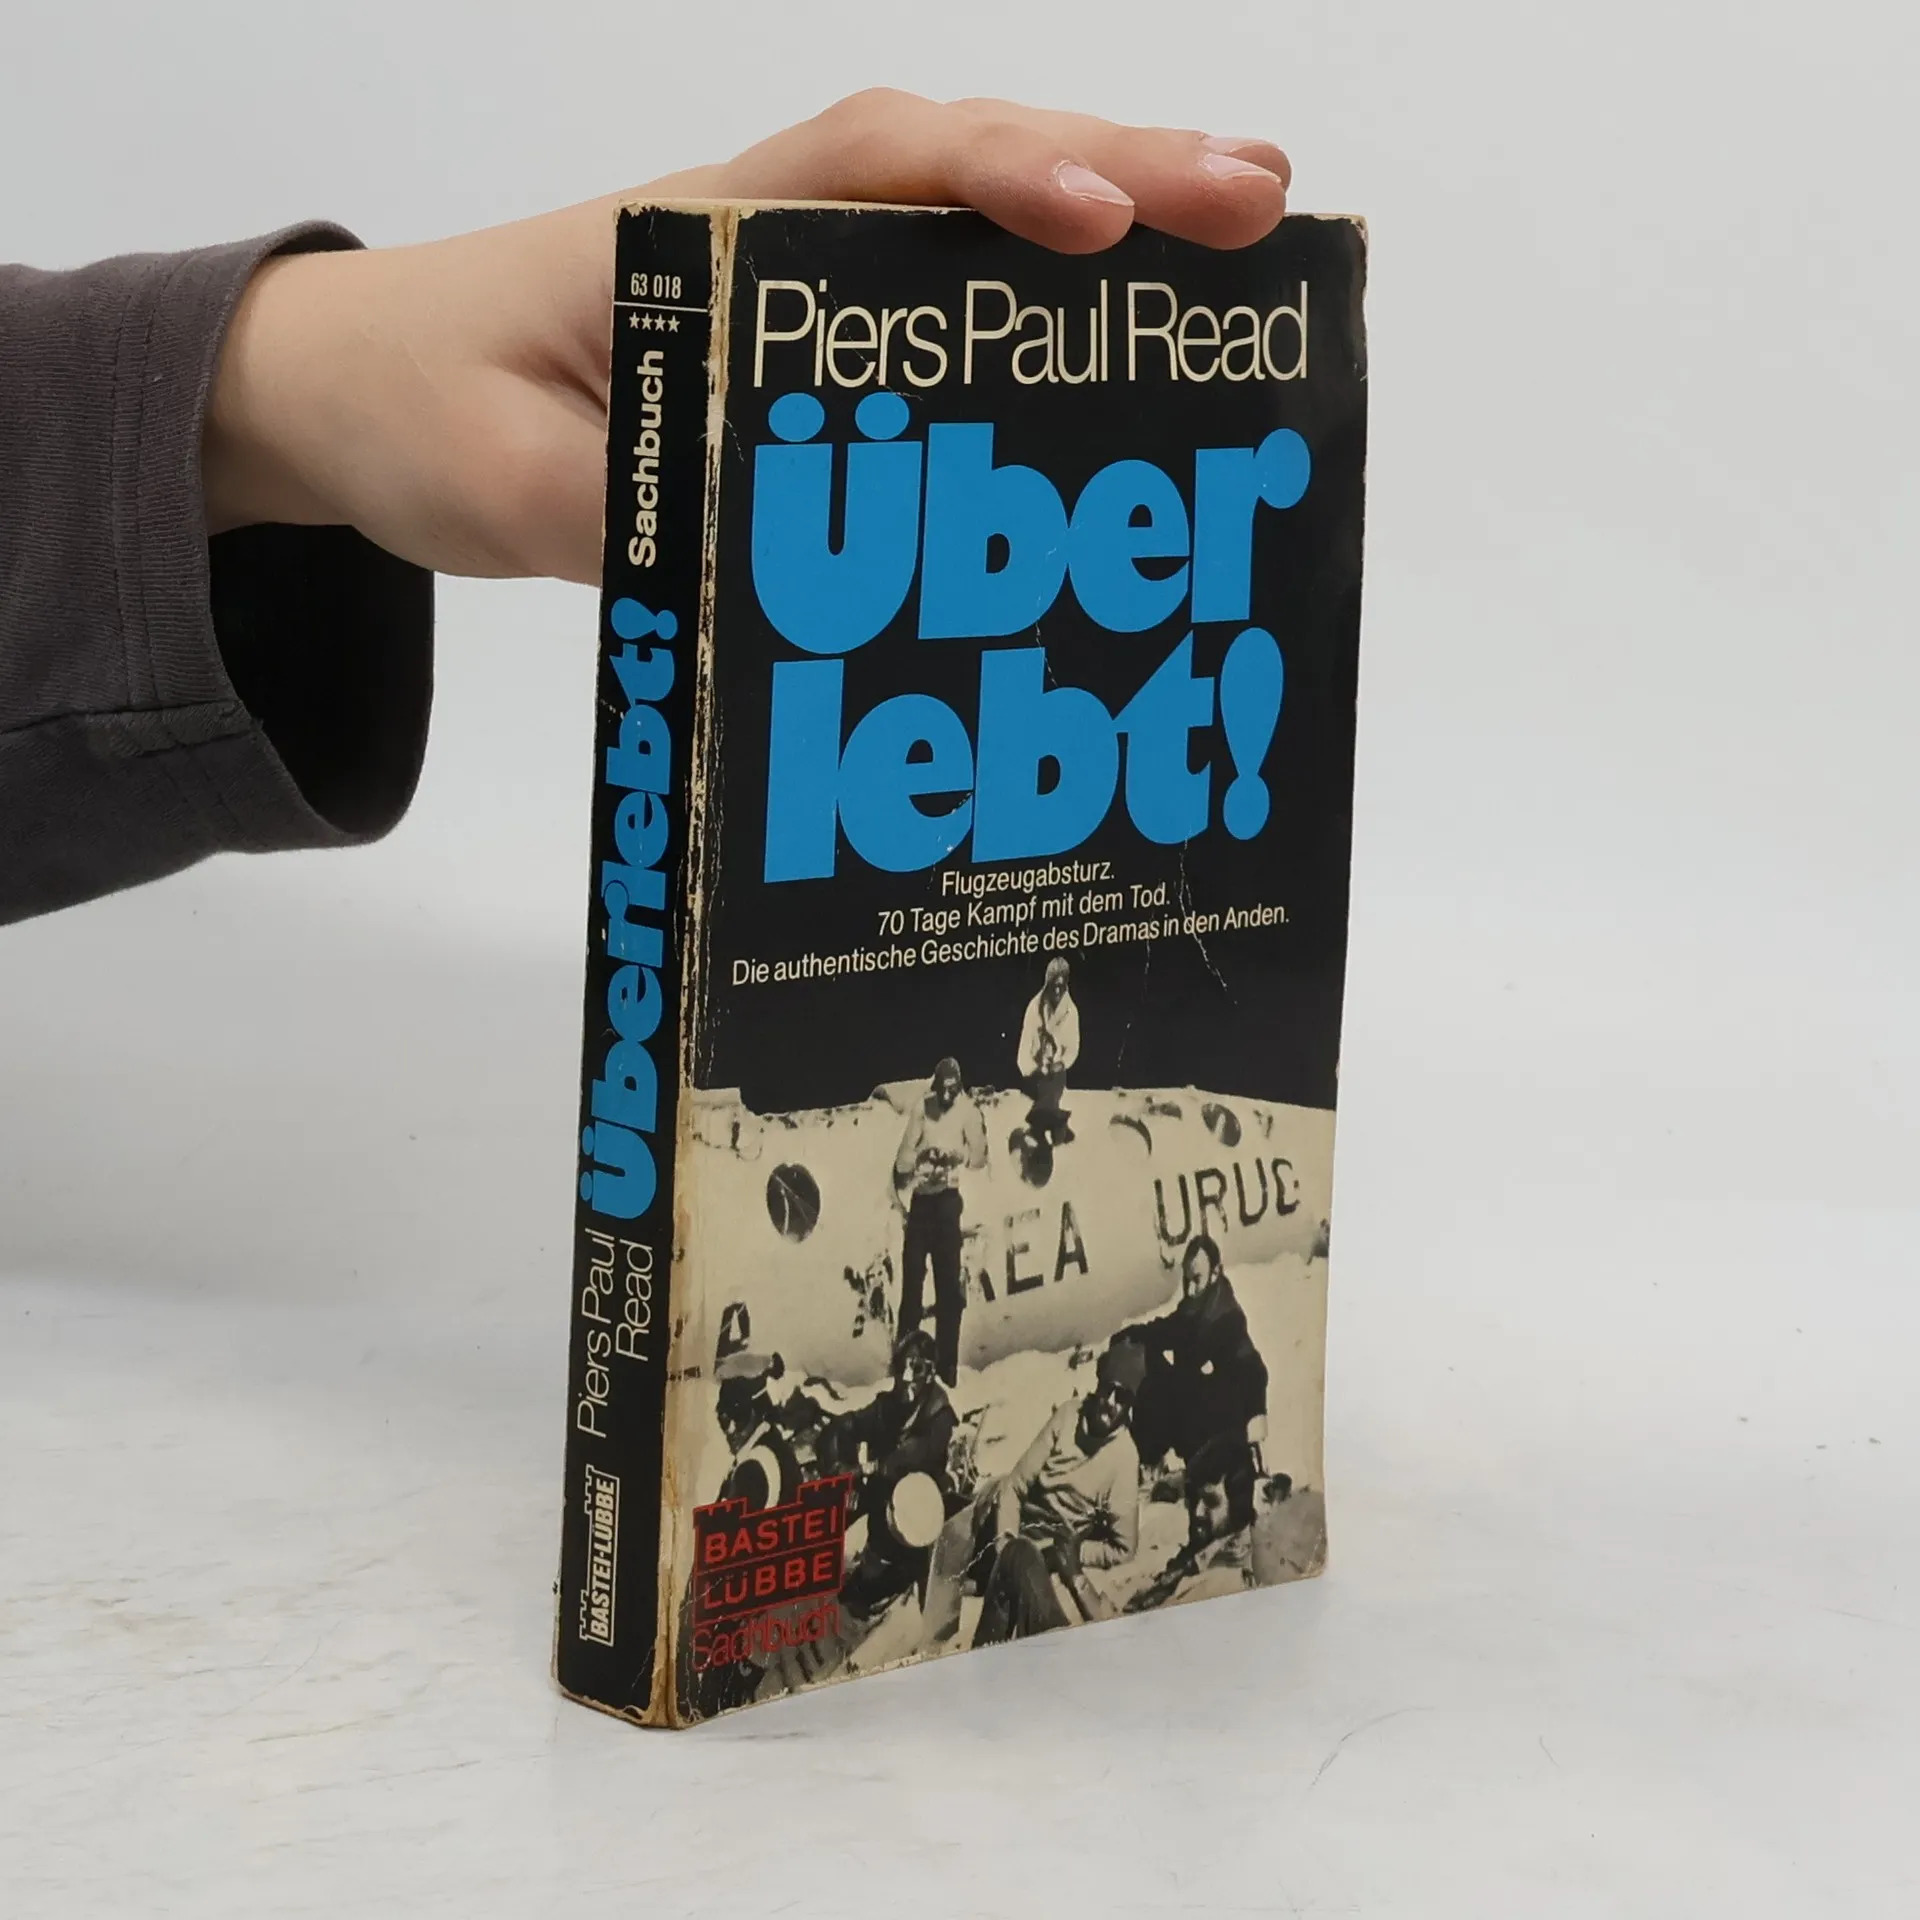 63 018
****
Sachbuch
Überlebt!
Piers Paul
Read
BASTEI-LÜBBE
Piers Paul Read
Über
lebt!
Flugzeugabsturz.
70 Tage Kampf mit dem Tod.
Die authentische Geschichte des Dramas in den Anden.
REA URUG
BASTEI
LÜBBE
Sachbuch